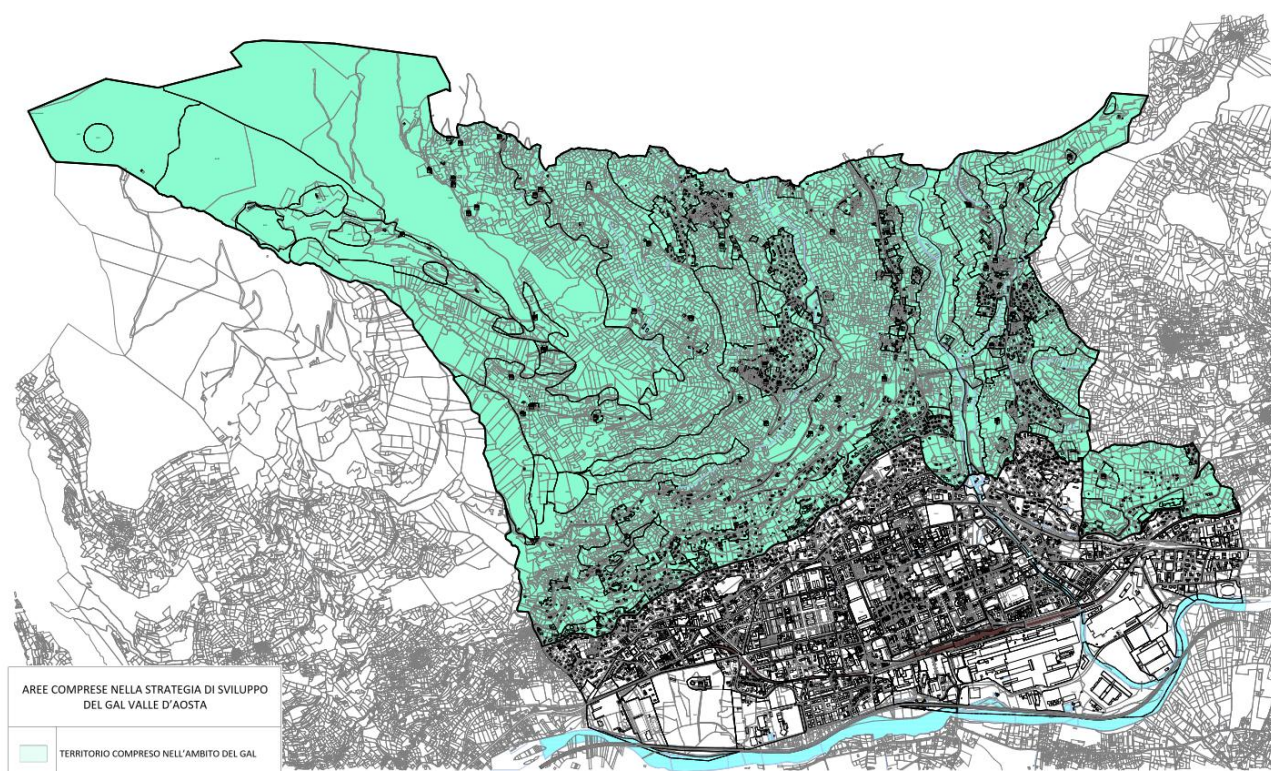 AREE COMPRESE NELLA STRATEGIA DI SVILUPPO
DEL GAL VALLE D'AOSTA
TERRITORIO COMPRESO NELL'AMBITO DEL GAL